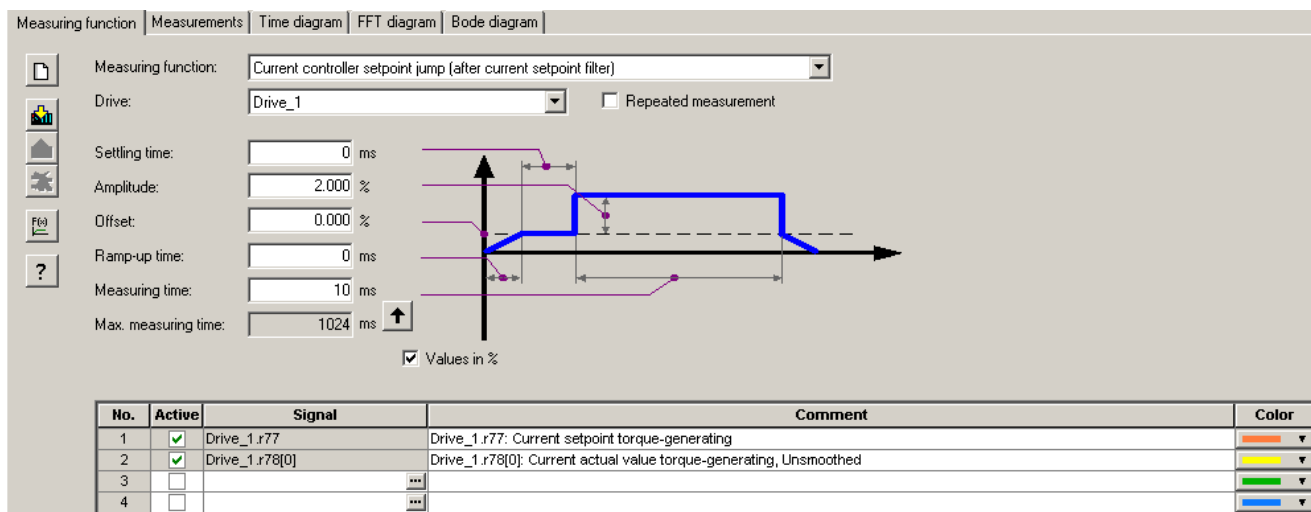 Measuring function Measurements Time diagram FFT diagram Bode diagram
Measuring function: Current controller setpoint jump (after current setpoint filter)
Drive: Drive_1 Repeated measurement
Settling time: 0 ms
Amplitude: 2.000 %
Offset: 0.000 %
F(x)
Ramp-up time: 0 ms
?
Measuring time: 10 ms
Max. measuring time: 1024 ms
Values in %
No. Active Signal Comment Color
1 Drive_1.r77 Drive_1.r77: Current setpoint torque-generating
2 Drive_1.r78[0] Drive_1.r78[0]: Current actual value torque-generating, Unsmoothed
3 ...
4 ...